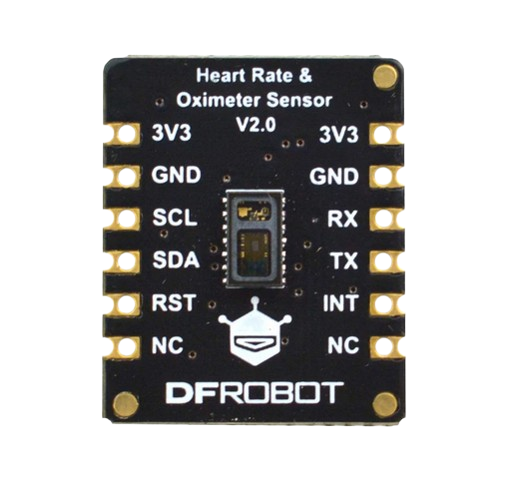 Heart Rate &
Oximeter Sensor
V2.0
3V3
GND
SCL
SDA
RST
NC
3V3
GND
RX
TX
INT
NC
DFROBOT